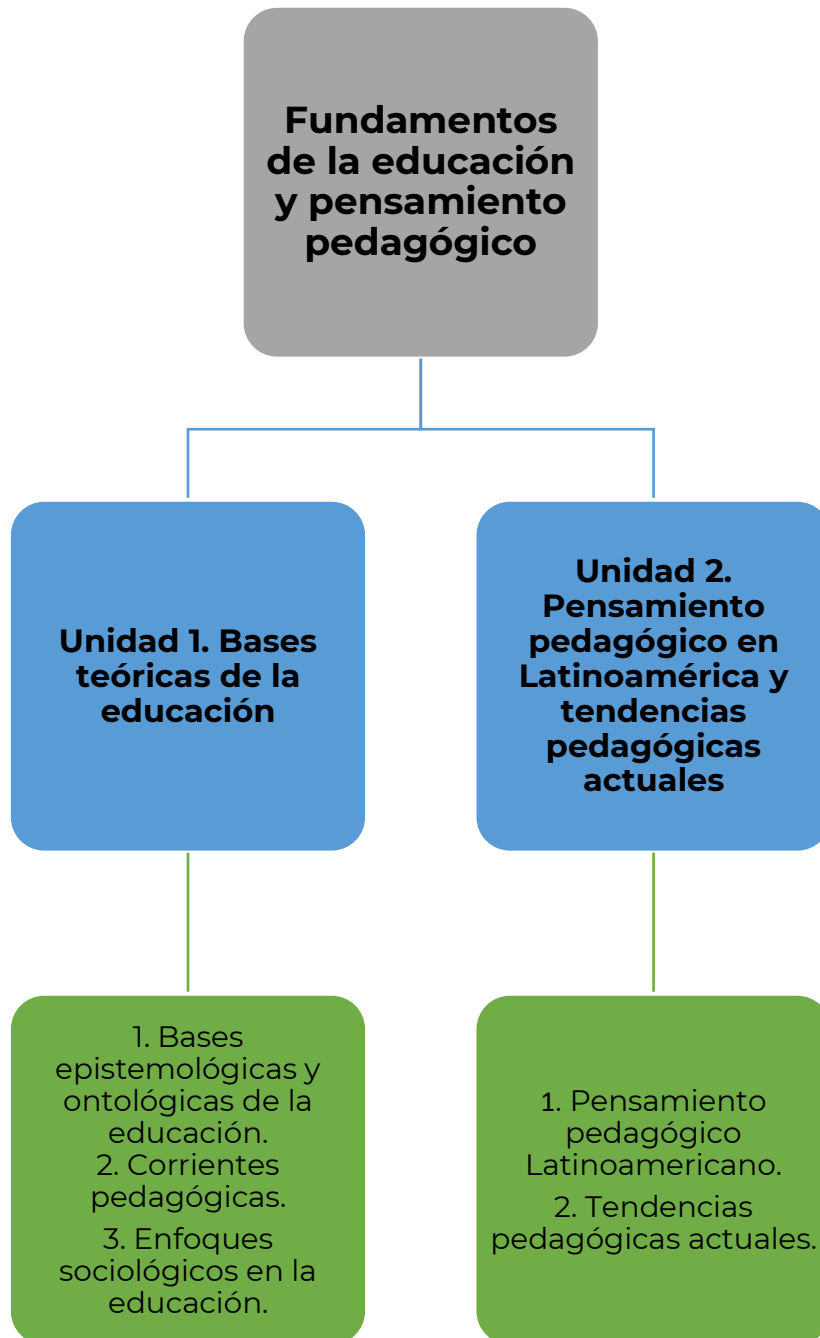 Fundamentos
de la educación
y pensamiento
pedagógico
Unidad 1. Bases
teóricas de la
educación
Unidad 2.
Pensamiento
pedagógico en
Latinoamérica y
tendencias
pedagógicas
actuales
1. Bases
epistemológicas y
ontológicas de la
educación.
2. Corrientes
pedagógicas.
3. Enfoques
sociológicos en la
educación.
1. Pensamiento
pedagógico
Latinoamericano.
2. Tendencias
pedagógicas actuales.